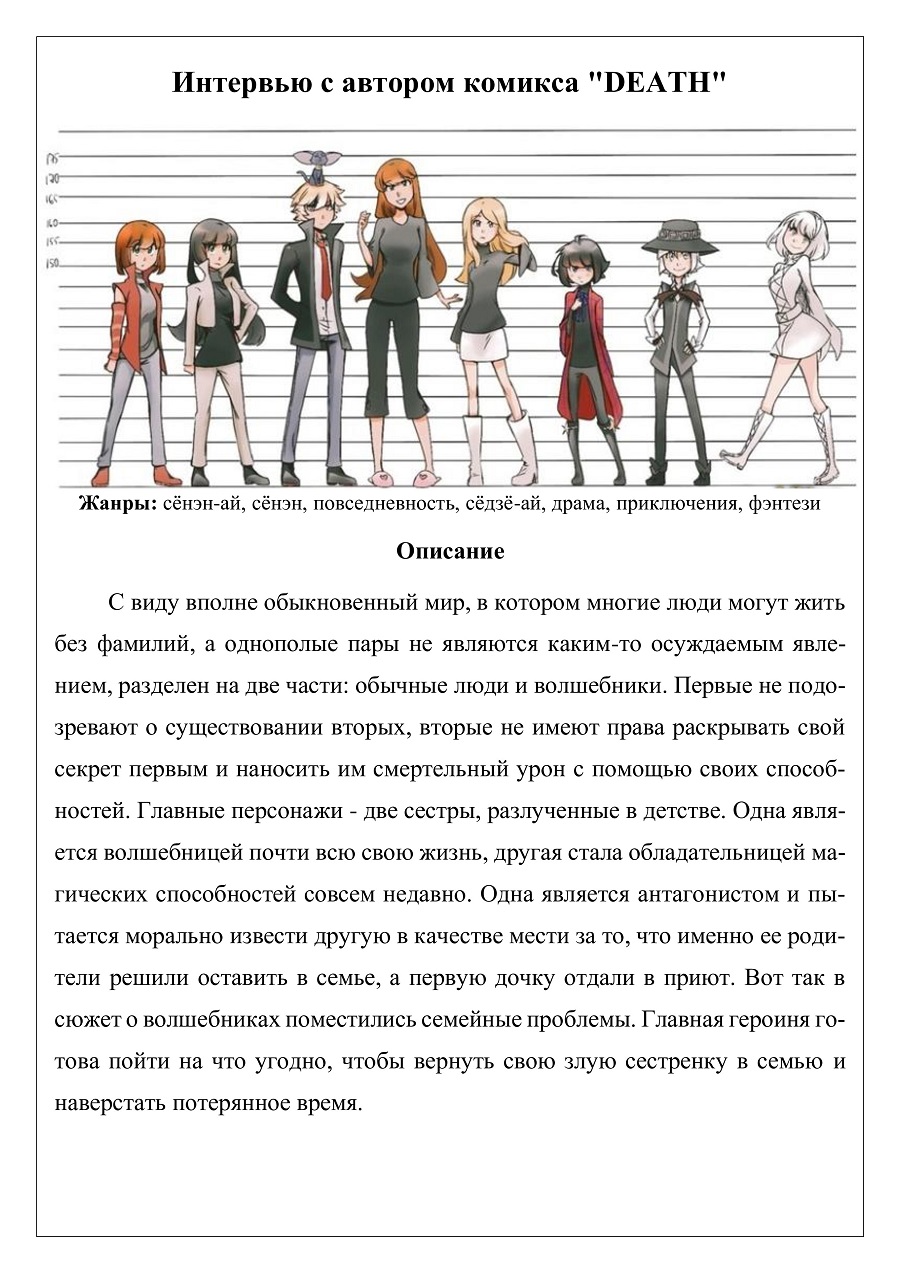 Интервью с автором комикса "DEATH"
175
170
165
160
155
150
Жанры: сёнэн-ай, сёнэн, повседневность, сёдзё-ай, драма, приключения, фэнтези
Описание
С виду вполне обыкновенный мир, в котором многие люди могут жить
без фамилий, а однополые пары не являются каким-то осуждаемым явле-
нием, разделен на две части: обычные люди и волшебники. Первые не подо-
зревают о существовании вторых, вторые не имеют права раскрывать свой
секрет первым и наносить им смертельный урон с помощью своих способ-
ностей. Главные персонажи - две сестры, разлученные в детстве. Одна явля-
ется волшебницей почти всю свою жизнь, другая стала обладательницей ма-
гических способностей совсем недавно. Одна является антагонистом и пы-
тается морально извести другую в качестве мести за то, что именно ее роди-
тели решили оставить в семье, а первую дочку отдали в приют. Вот так в
сюжет о волшебниках поместились семейные проблемы. Главная героиня го-
това пойти на что угодно, чтобы вернуть свою злую сестренку в семью и
наверстать потерянное время.